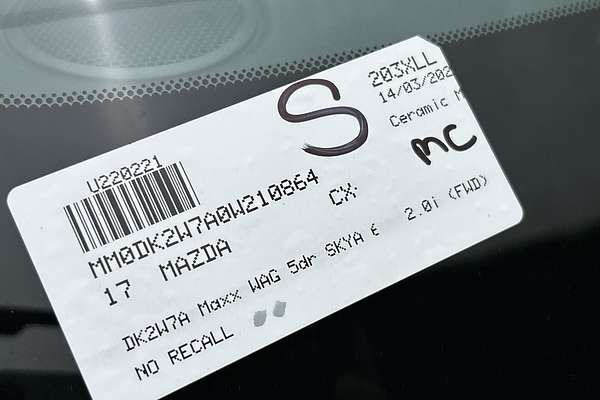 S
203XLL
14/03/202
Ceramic M
MC
U220221
MM0DK2W7A0W210864
17 MAZDA CX-
DK2W7A Maxx WAG 5dr SKYA 6 2.0i (FWD)
NO RECALL